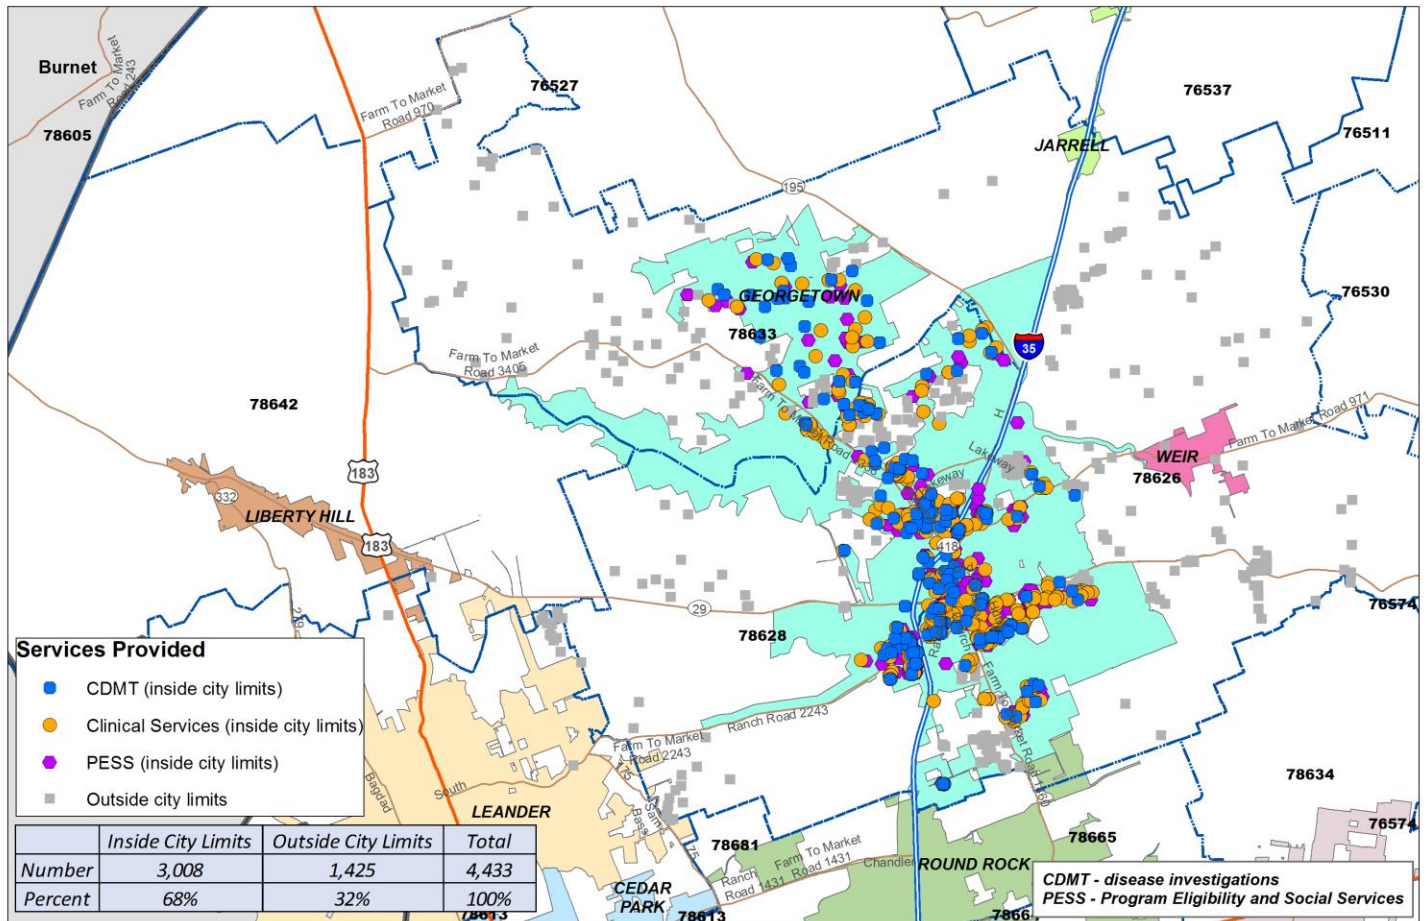 Burnet
Farm To Market
Road 243
78605
Farm To Market
Road 970
76527
76537
76511
JARRELL
195
76530
GEORGETOWN
78633
35
Farm To Market
Road 3405
78642
Farm To Market Road 971
WEIR
78626
Lakeway
183
332
LIBERTY HILL
183
418
29
76574
78628
Services Provided
CDMT (inside city limits)
Clinical Services (inside city limits)
PESS (inside city limits)
Outside city limits
Ranch Road 2243
Farm To Market
Road 2243
175
South
Bagdad
Sam
Bass
175
LEANDER
78634
76574
78681
78665
Farm To Market
Road 1431
Ranch
1431
Chandler
ROUND ROCK
CEDAR
PARK
78613
78613
Inside City Limits Outside City Limits Total
Number 3,008 1,425 4,433
Percent 68% 32% 100%
CDMT - disease investigations
PESS - Program Eligibility and Social Services